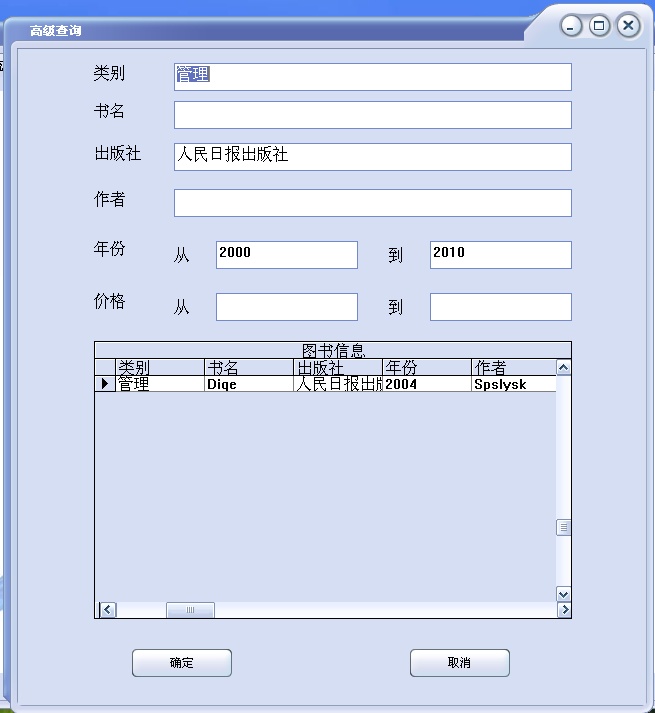 高级查询
类别 管理
书名
出版社 人民日报出版社
作者
年份 从 2000 到 2010
价格 从 到
图书信息
类别 书名 出版社 年份 作者
管理 Diqe 人民日报出版 2004 Spslysk
确定 取消